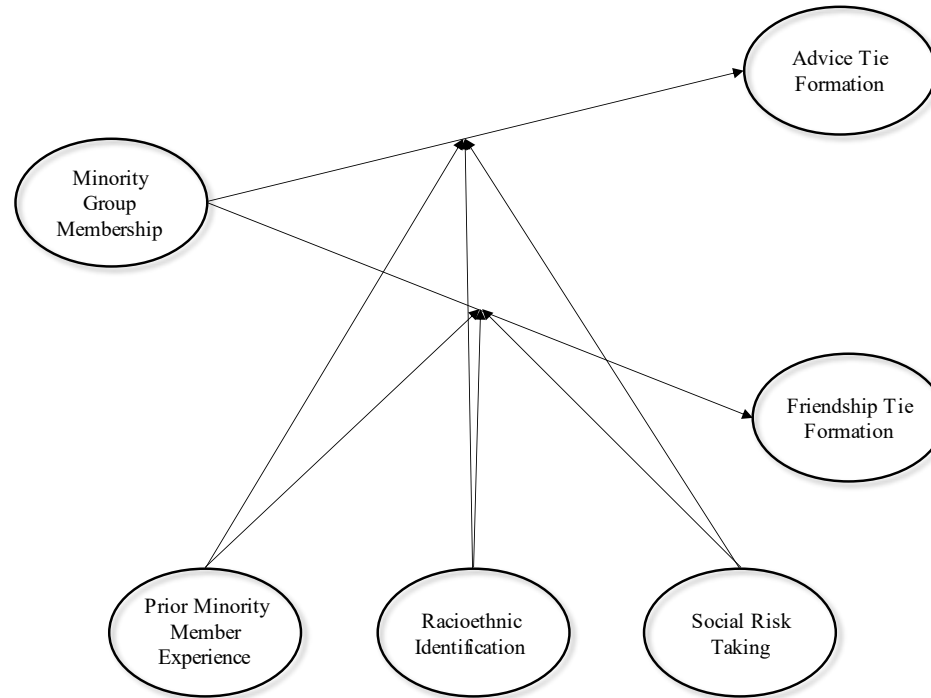 Advice Tie
Formation
Minority
Group
Membership
Friendship Tie
Formation
Prior Minority
Member
Experience
Racioethnic
Identification
Social Risk
Taking